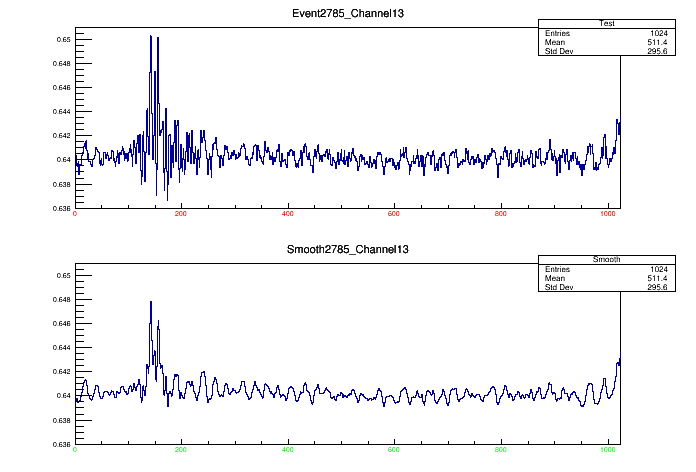 Event2785_Channel13
Test
Entries 1024
Mean 511.4
Std Dev 295.6
0.65
0.648
0.646
0.644
0.642
0.64
0.638
0.636
0 200 400 600 800 1000
Smooth2785_Channel13
Smooth
Entries 1024
Mean 511.4
Std Dev 295.6
0.65
0.648
0.646
0.644
0.642
0.64
0.638
0.636
0 200 400 600 800 1000